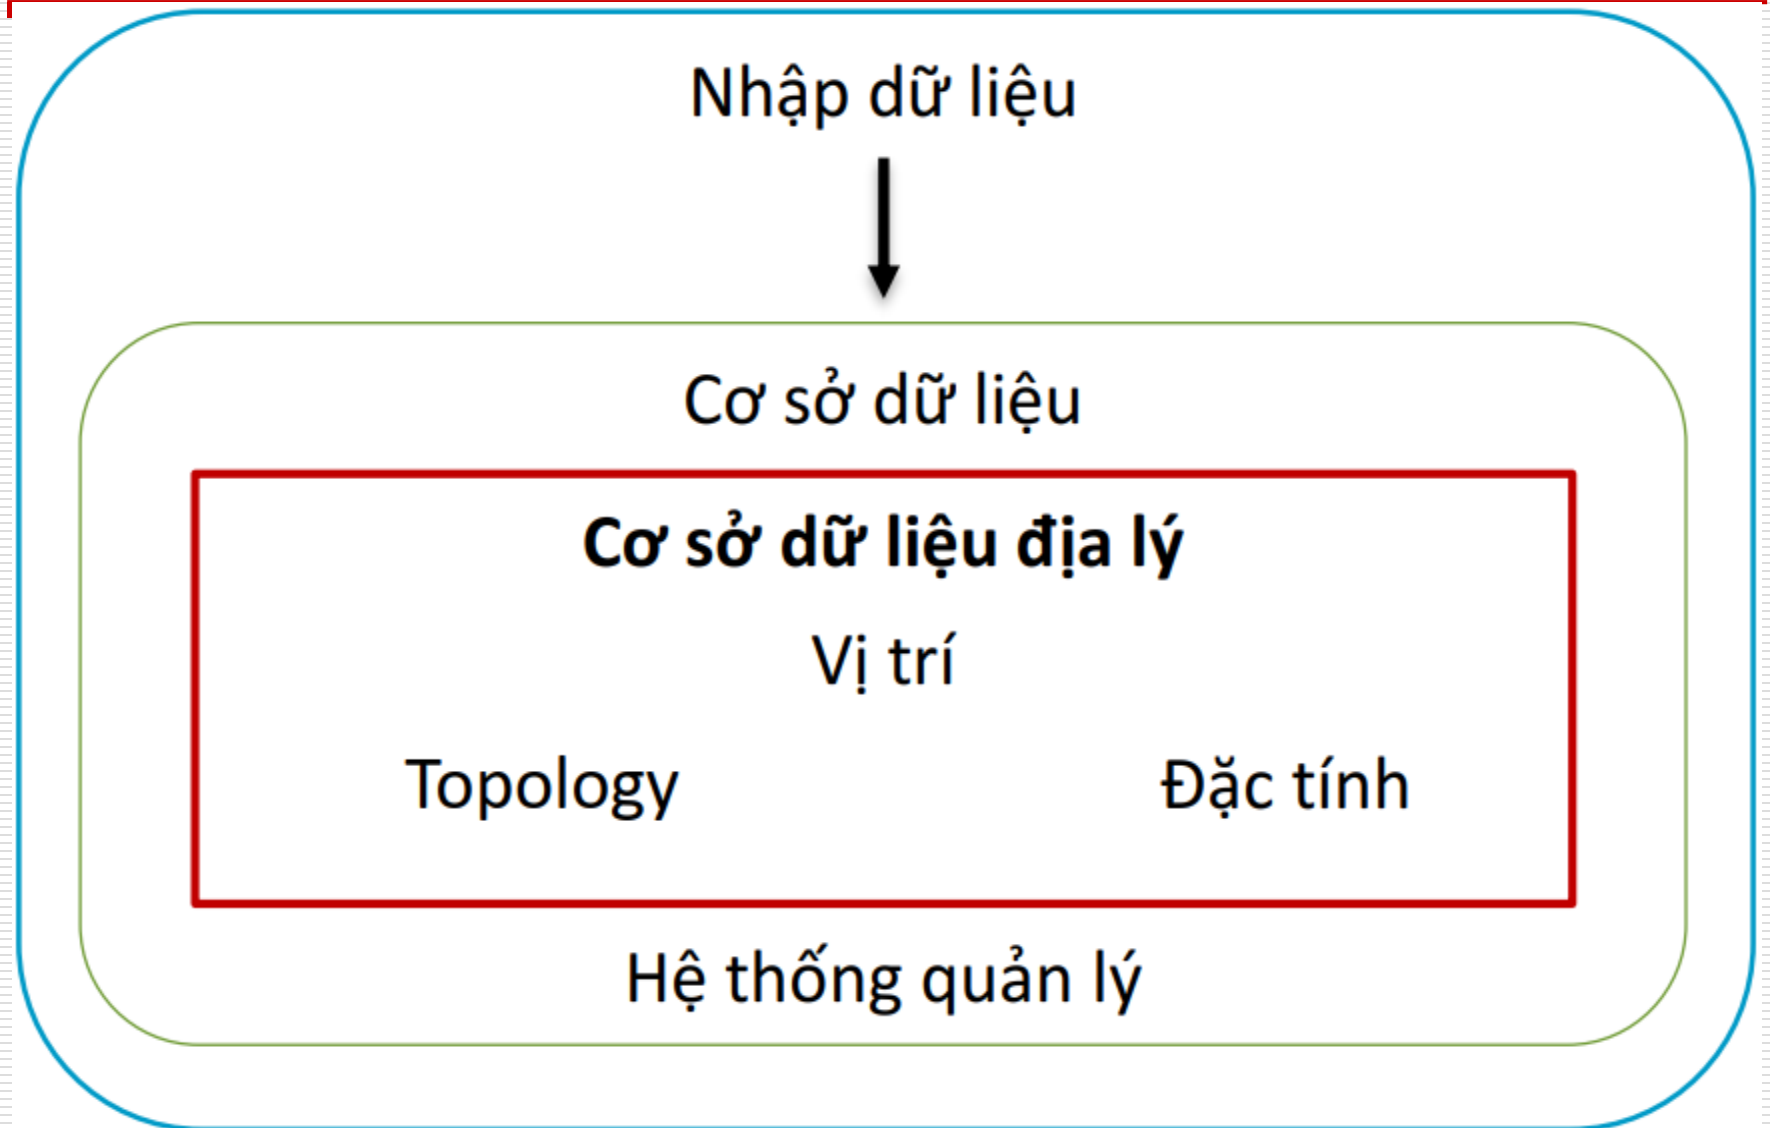 Nhập dữ liệu
Cơ sở dữ liệu
Cơ sở dữ liệu địa lý
Vị trí
Topology Đặc tính
Hệ thống quản lý